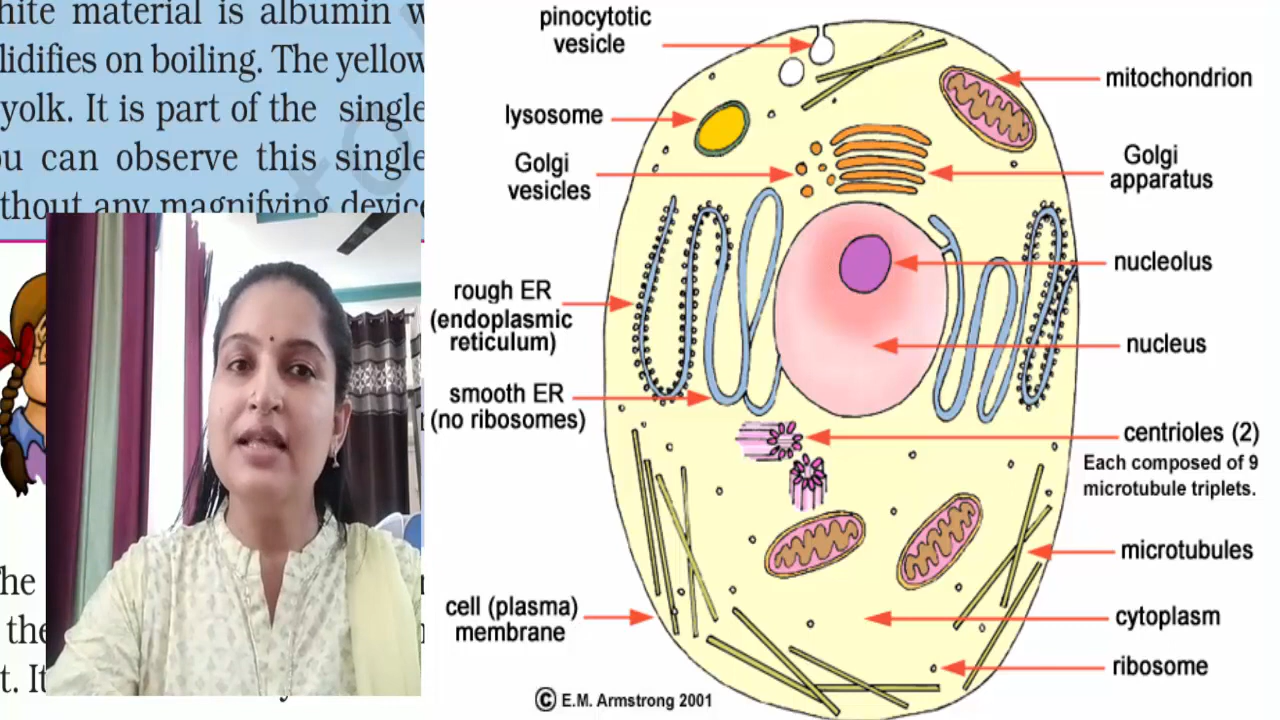 hite material is albumin w
lidifies on boiling. The yellow
yolk. It is part of the single
ou can observe this single
thout any magnifying device
he
the
t. It
pinocytotic
vesicle
lysosome
Golgi
vesicles
rough ER
(endoplasmic
reticulum)
smooth ER
(no ribosomes)
cell (plasma)
membrane
mitochondrion
Golgi
apparatus
nucleolus
nucleus
centrioles (2)
Each composed of 9
microtubule triplets.
microtubules
cytoplasm
ribosome
© E.M. Armstrong 2001